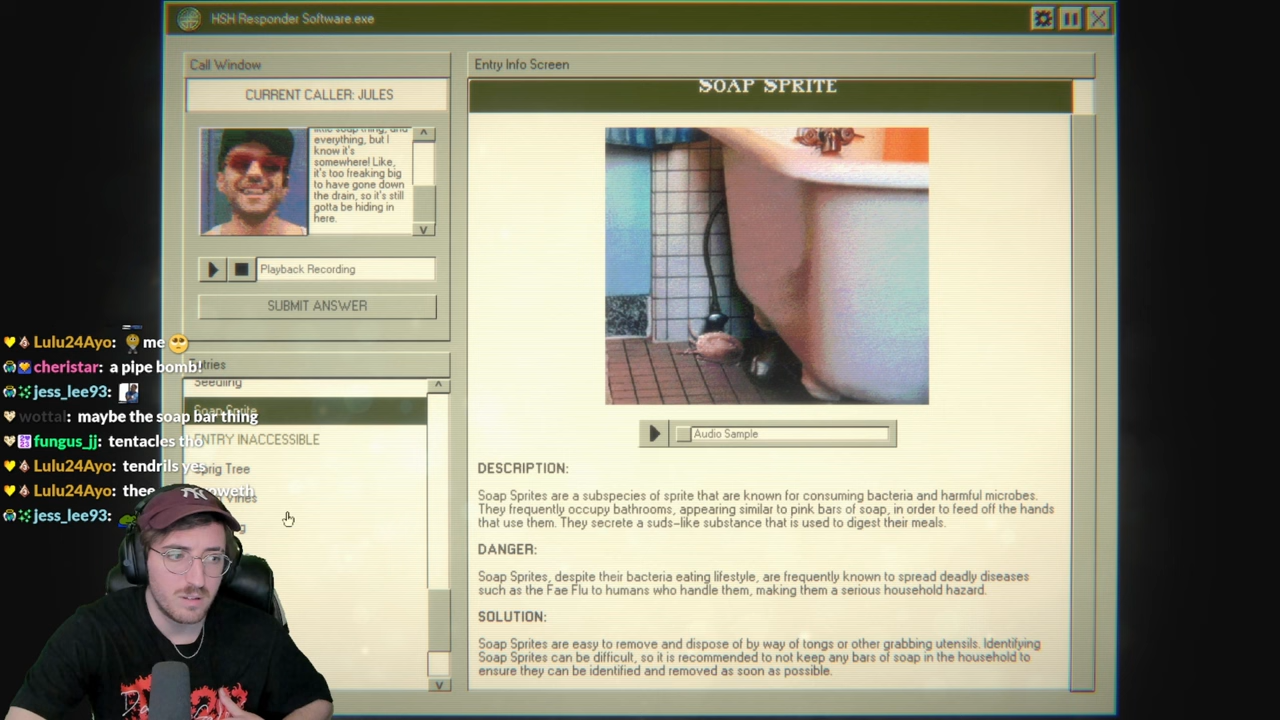 HSH Responder Software.exe
Call Window
CURRENT CALLER: JULES
little soap thing, and
everything, but I
know it's
somewhere! Like,
it's too freaking big
to have gone down
the drain, so it's still
gotta be hiding in
here.
Playback Recording
SUBMIT ANSWER
Entries
Seedling
Soap Sprite
ENTRY INACCESSIBLE
Sprig Tree
Vines
Lulu24Ayo: me
cheristar: a pipe bomb!
jess_lee93:
wottal: maybe the soap bar thing
fungus_jj: tentacles tho
Lulu24Ayo: tendrils yes
Lulu24Ayo: thee
jess_lee93:
Entry Info Screen
SOAP SPRITE
Audio Sample
DESCRIPTION:
Soap Sprites are a subspecies of sprite that are known for consuming bacteria and harmful microbes.
They frequently occupy bathrooms, appearing similar to pink bars of soap, in order to feed off the hands
that use them. They secrete a suds-like substance that is used to digest their meals.
DANGER:
Soap Sprites, despite their bacteria eating lifestyle, are frequently known to spread deadly diseases
such as the Fae Flu to humans who handle them, making them a serious household hazard.
SOLUTION:
Soap Sprites are easy to remove and dispose of by way of tongs or other grabbing utensils. Identifying
Soap Sprites can be difficult, so it is recommended to not keep any bars of soap in the household to
ensure they can be identified and removed as soon as possible.